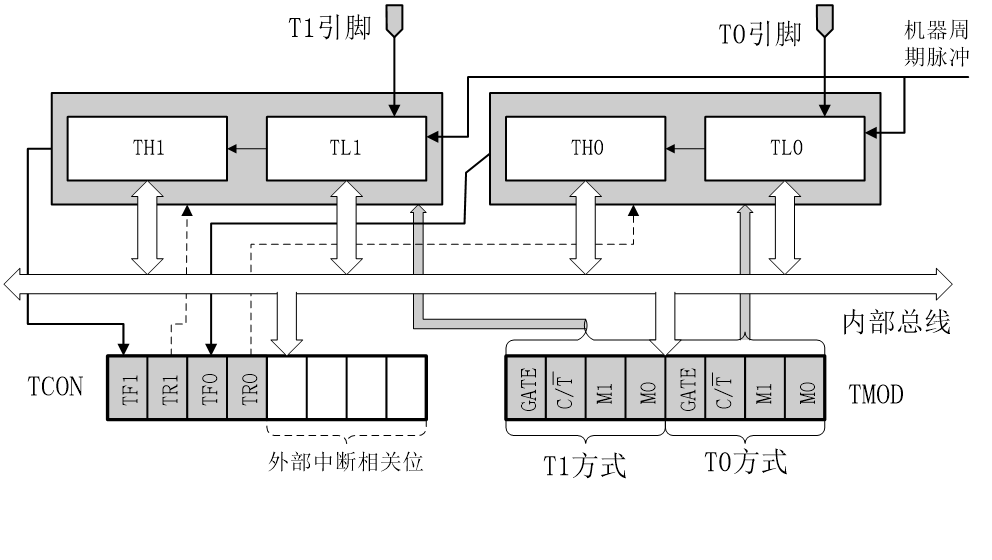 T1引脚
T0引脚
机器周
期脉冲
TH1
TL1
TH0
TL0
内部总线
TCON
TF1
TR1
TF0
TR0
GATE
C/T̅
M1
M0
GATE
C/T̅
M1
M0
TMOD
外部中断相关位
T1方式
T0方式